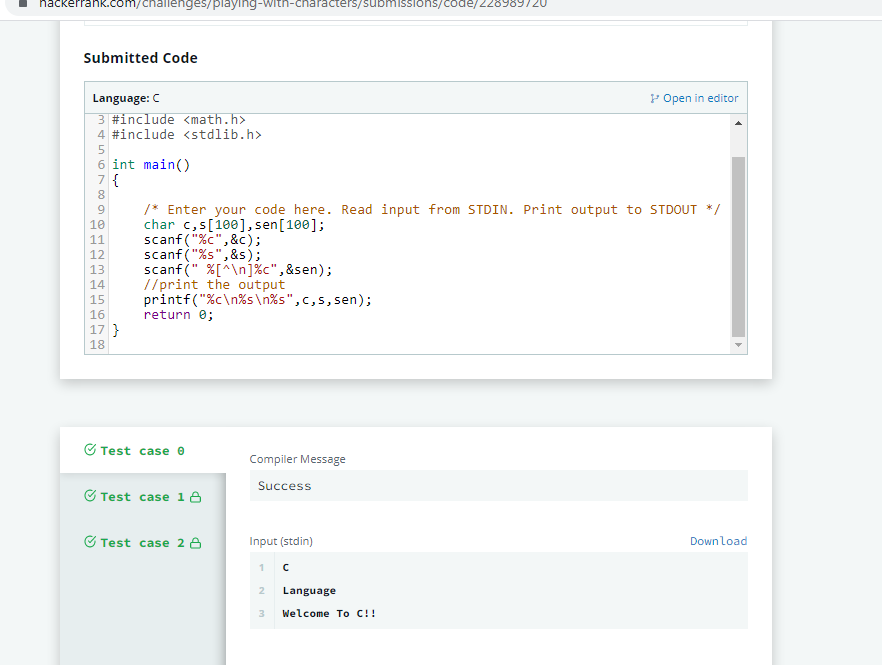 hackerrank.com/challenges/playing-with-characters/submissions/code/228989720
Submitted Code
Language: C
Open in editor
3 #include <math.h>
4 #include <stdlib.h>
5
6 int main()
7 {
8
9 /* Enter your code here. Read input from STDIN. Print output to STDOUT */
10 char c,s[100],sen[100];
11 scanf("%c",&c);
12 scanf("%s",&s);
13 scanf(" %[^\n]%c",&sen);
14 //print the output
15 printf("%c\n%s\n%s",c,s,sen);
16 return 0;
17 }
18
Test case 0
Test case 1
Test case 2
Compiler Message
Success
Input (stdin)
Download
1 C
2 Language
3 Welcome To C!!